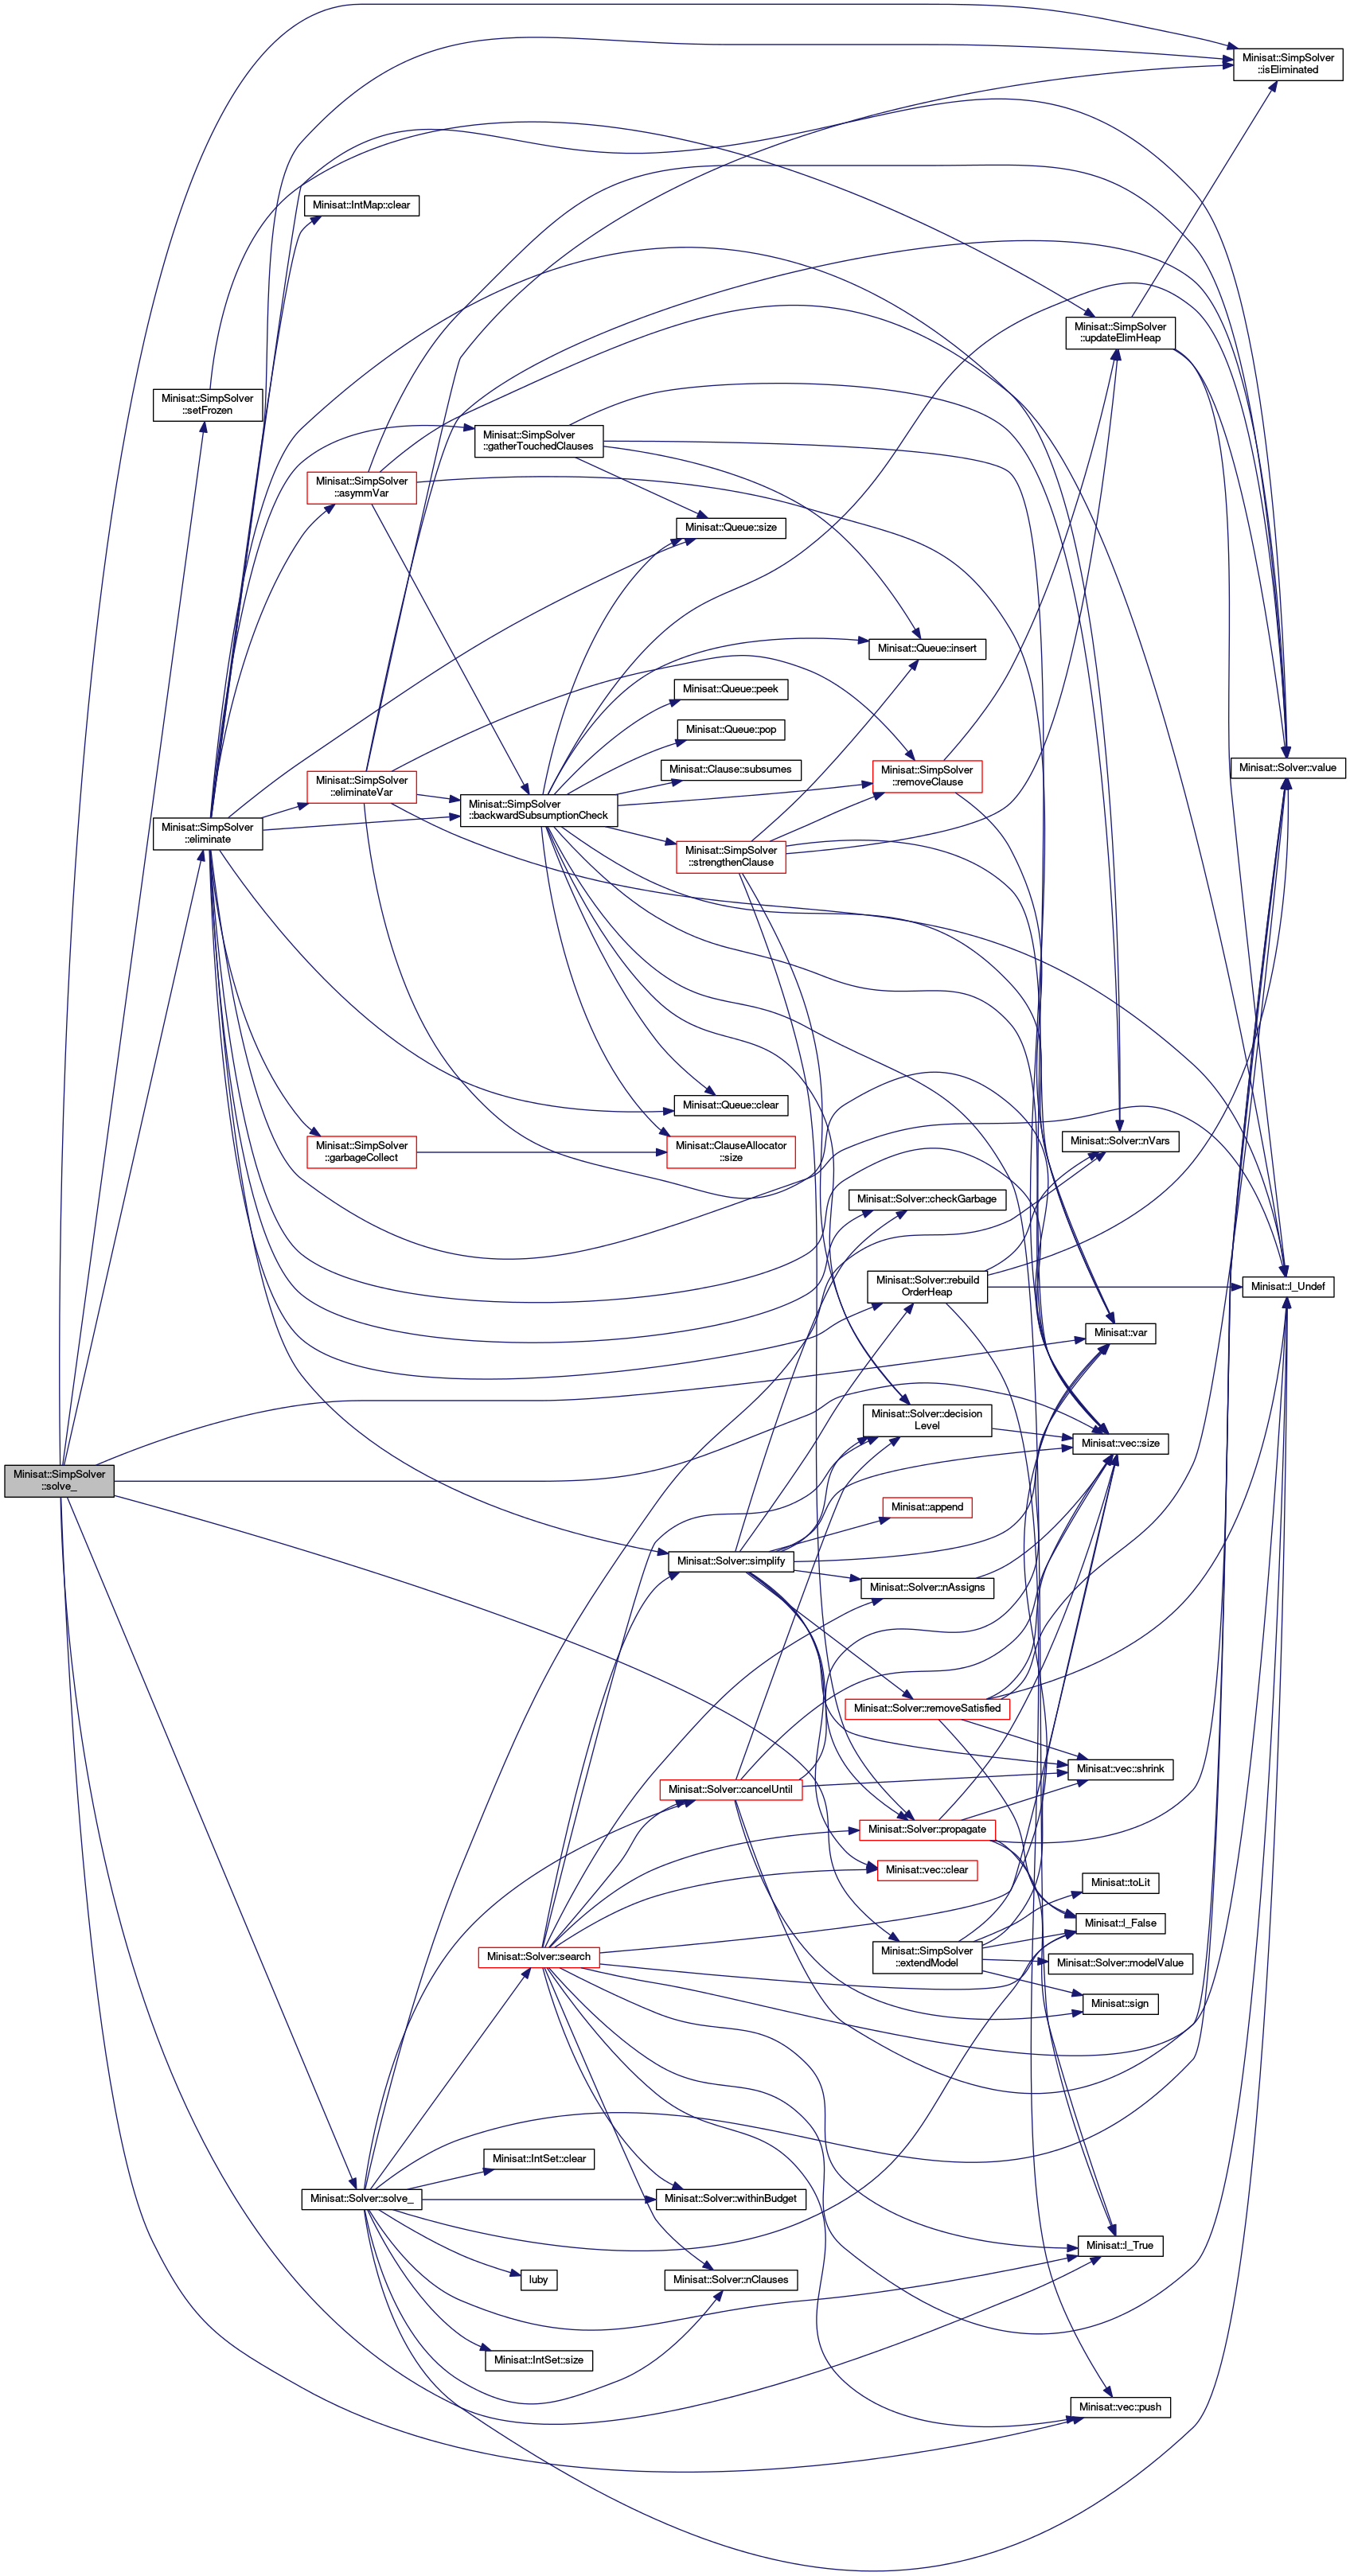 Minisat::SimpSolver
::isEliminated
Minisat::IntMap::clear
Minisat::SimpSolver
::updateElimHeap
Minisat::SimpSolver
::setFrozen
Minisat::SimpSolver
::gatherTouchedClauses
Minisat::SimpSolver
::asymmVar
Minisat::Queue::size
Minisat::Queue::insert
Minisat::Queue::peek
Minisat::Queue::pop
Minisat::Clause::subsumes
Minisat::Solver::value
Minisat::SimpSolver
::removeClause
Minisat::SimpSolver
::eliminateVar
Minisat::SimpSolver
::backwardSubsumptionCheck
Minisat::SimpSolver
::eliminate
Minisat::SimpSolver
::strengthenClause
Minisat::Queue::clear
Minisat::Solver::nVars
Minisat::SimpSolver
::garbageCollect
Minisat::ClauseAllocator
::size
Minisat::Solver::checkGarbage
Minisat::Solver::rebuild
OrderHeap
Minisat::l_Undef
Minisat::var
Minisat::Solver::decision
Level
Minisat::vec::size
Minisat::SimpSolver
::solve_
Minisat::append
Minisat::Solver::simplify
Minisat::Solver::nAssigns
Minisat::Solver::removeSatisfied
Minisat::vec::shrink
Minisat::Solver::cancelUntil
Minisat::Solver::propagate
Minisat::vec::clear
Minisat::toLit
Minisat::l_False
Minisat::Solver::search
Minisat::SimpSolver
::extendModel
Minisat::Solver::modelValue
Minisat::sign
Minisat::IntSet::clear
Minisat::Solver::solve_
Minisat::Solver::withinBudget
Minisat::l_True
luby
Minisat::Solver::nClauses
Minisat::IntSet::size
Minisat::vec::push